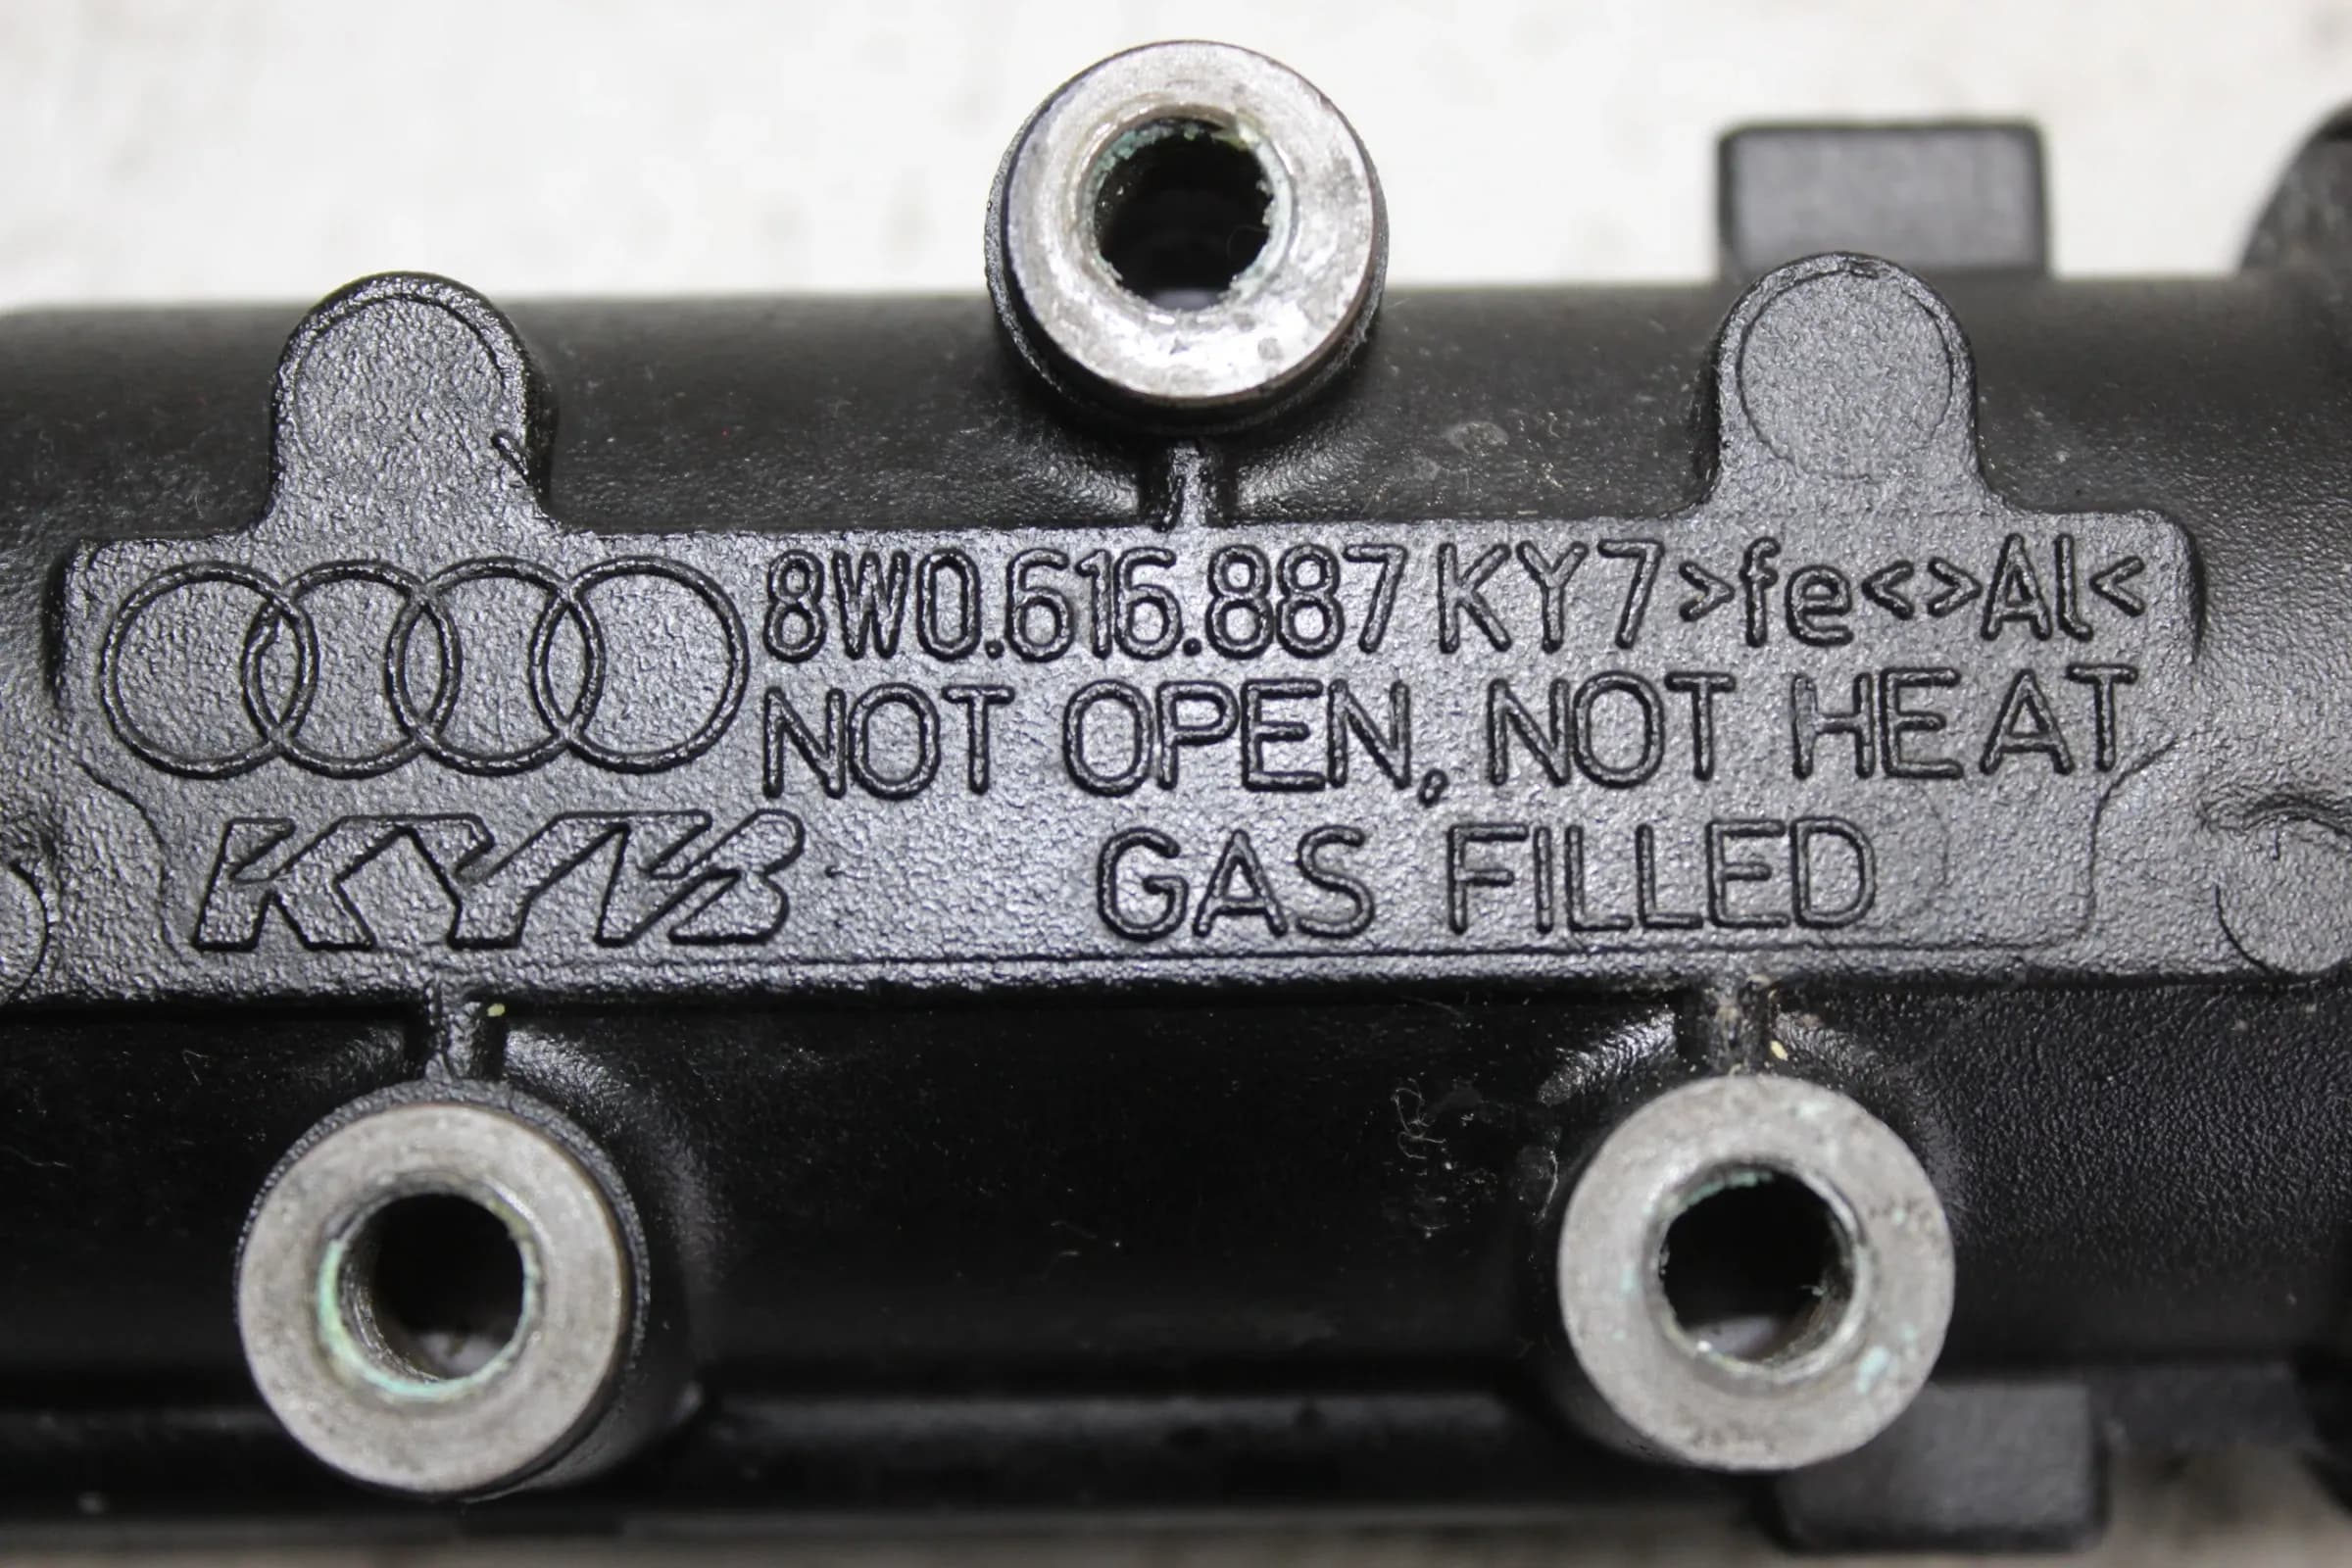 8W0.616.887 KY7 >fe<>Al<
NOT OPEN, NOT HEAT
KYB GAS FILLED